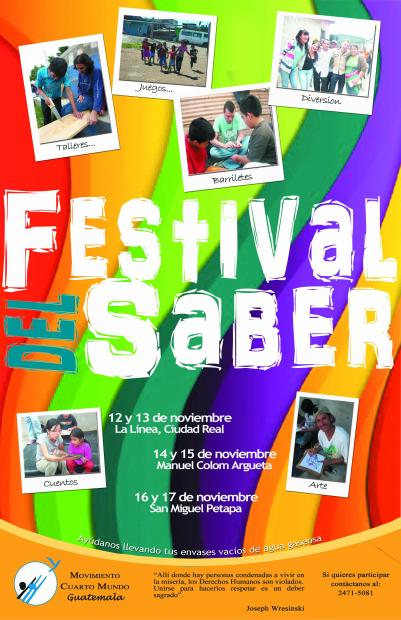 Juegos...
Diversion
Talleres...
Barriletes
FESTIVAL
DEL SABER
12 y 13 de noviembre
La Línea, Ciudad Real
14 y 15 de noviembre
Manuel Colom Argueta
Cuentos
Arte
16 y 17 de noviembre
San Miguel Petapa
Ayúdanos llevando tus envases vacíos de agua gaseosa
MOVIMIENTO
CUARTO MUNDO
Guatemala
"Allí donde hay personas condenadas a vivir en
la miseria, los Derechos Humanos son violados.
Unirse para hacerlos respetar es un deber
sagrado".
Joseph Wresinski
Si quieres participar
contáctanos al:
2471-5081